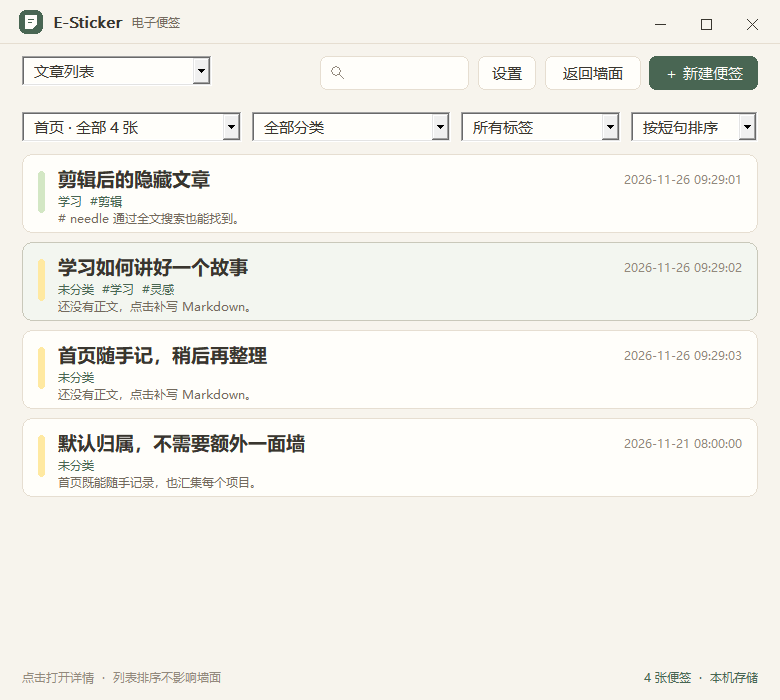 E-Sticker 电子便签
文章列表 设置 返回墙面 + 新建便签
首页 · 全部 4 张 全部分类 所有标签 按短句排序
剪辑后的隐藏文章 2026-11-26 09:29:01
学习 #剪辑
# needle 通过全文搜索也能找到。
学习如何讲好一个故事 2026-11-26 09:29:02
未分类 #学习 #灵感
还没有正文，点击补写 Markdown。
首页随手记，稍后再整理 2026-11-26 09:29:03
未分类
还没有正文，点击补写 Markdown。
默认归属，不需要额外一面墙 2026-11-21 08:00:00
未分类
首页既能随手记录，也汇集每个项目。
点击打开详情 · 列表排序不影响墙面 4 张便签 · 本机存储